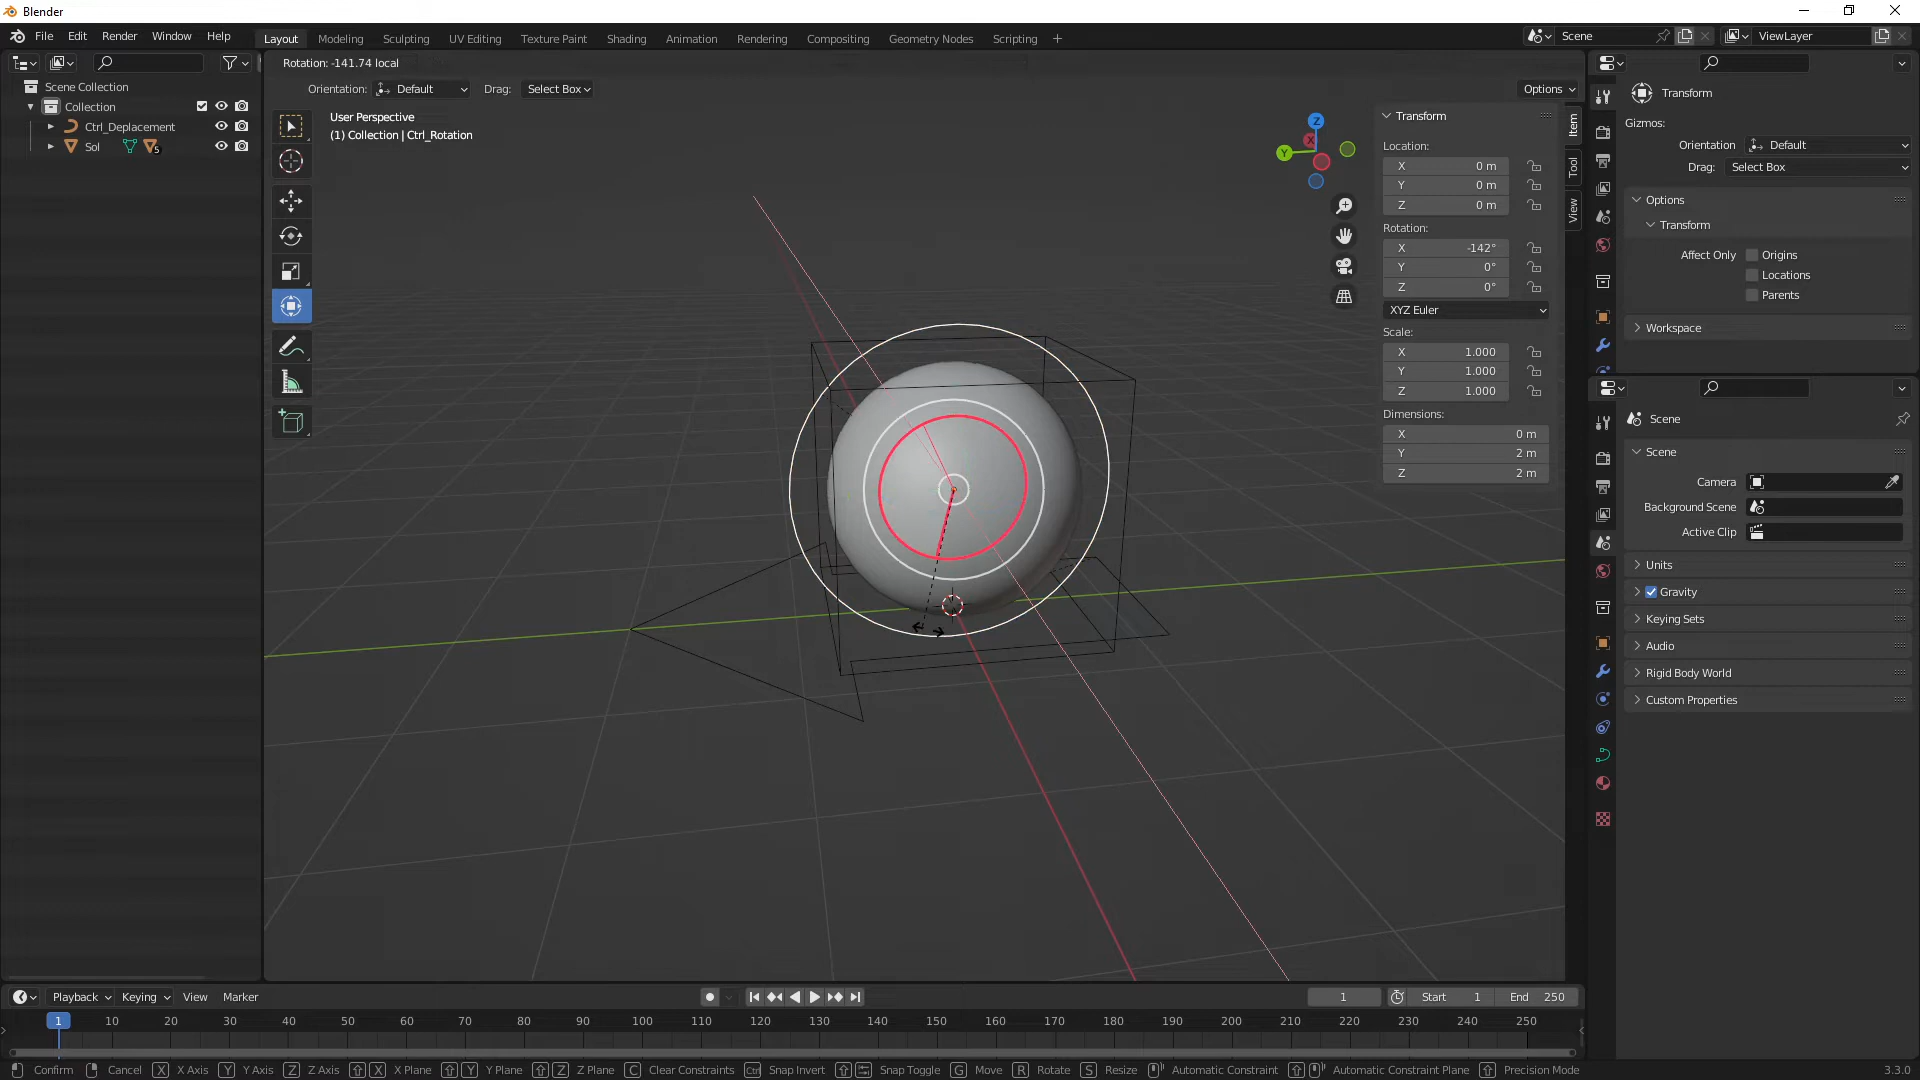 Blender
File Edit Render Window Help
Layout Modeling Sculpting UV Editing Texture Paint Shading Animation Rendering Compositing Geometry Nodes Scripting +
Scene
ViewLayer
Rotation: -141.74 local
Orientation: Default Drag: Select Box
Options
Scene Collection
Collection
Ctrl_Deplacement
Sol 5
User Perspective
(1) Collection | Ctrl_Rotation
Z
X
Y
Transform
Location:
X 0 m
Y 0 m
Z 0 m
Rotation:
X -142°
Y 0°
Z 0°
XYZ Euler
Scale:
X 1.000
Y 1.000
Z 1.000
Dimensions:
X 0 m
Y 2 m
Z 2 m
Item
Tool
View
Transform
Gizmos:
Orientation Default
Drag: Select Box
Options
Transform
Affect Only Origins
Locations
Parents
Workspace
Scene
Scene
Camera
Background Scene
Active Clip
Units
Gravity
Keying Sets
Audio
Rigid Body World
Custom Properties
Playback Keying View Marker
1 Start 1 End 250
1 10 20 30 40 50 60 70 80 90 100 110 120 130 140 150 160 170 180 190 200 210 220 230 240 250
Confirm Cancel X X Axis Y Y Axis Z Z Axis X X Plane Y Y Plane Z Z Plane C Clear Constraints Ctrl Snap Invert Snap Toggle G Move R Rotate S Resize Automatic Constraint Automatic Constraint Plane Precision Mode 3.3.0